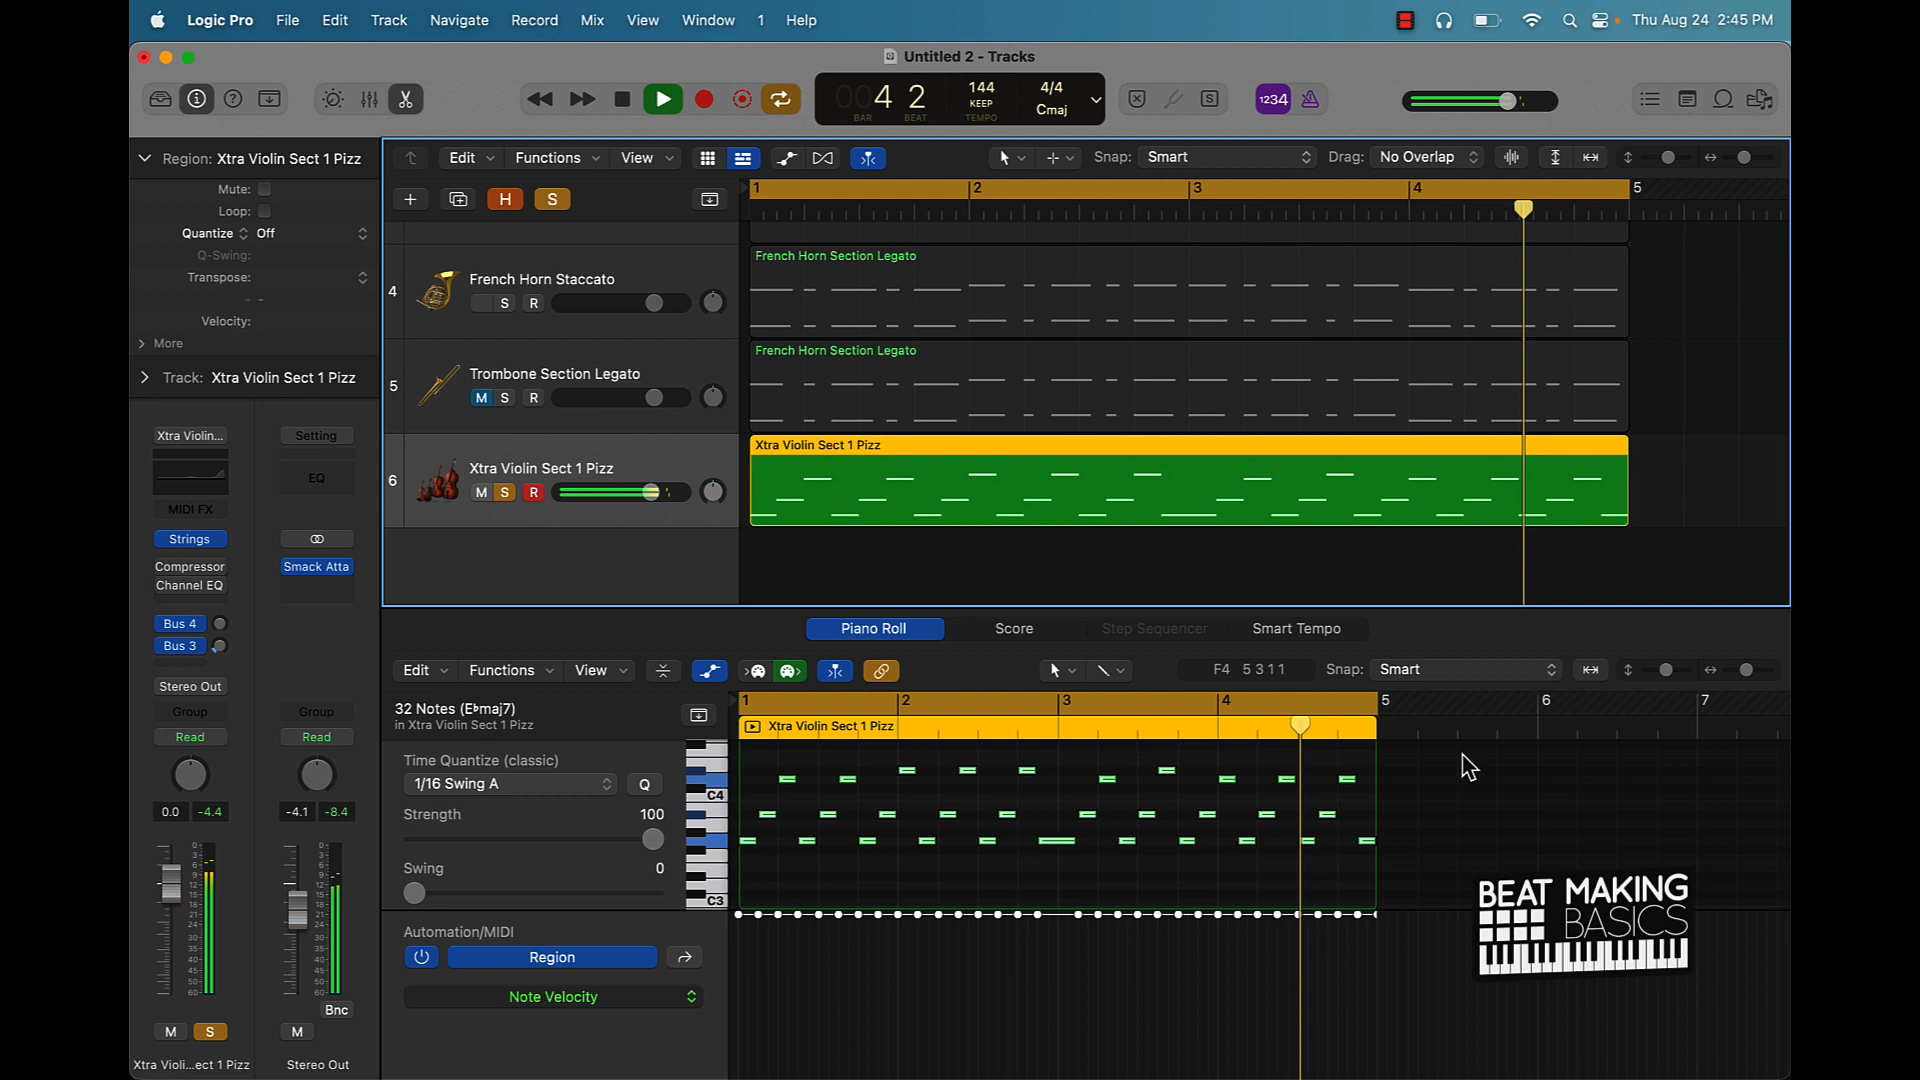 Logic Pro File Edit Track Navigate Record Mix View Window 1 Help
Thu Aug 24 2:45 PM
Untitled 2 - Tracks
004 2
BAR BEAT
144
KEEP
TEMPO
4/4
Cmaj
1234
Region: Xtra Violin Sect 1 Pizz
Mute:
Loop:
Quantize Off
Q-Swing:
Transpose:
Velocity:
More
Track: Xtra Violin Sect 1 Pizz
Edit Functions View
Snap: Smart
Drag: No Overlap
H S
1 2 3 4 5
4
French Horn Staccato
S R
French Horn Section Legato
5
Trombone Section Legato
M S R
French Horn Section Legato
6
Xtra Violin Sect 1 Pizz
M S R
Xtra Violin Sect 1 Pizz
Xtra Violin... Setting
EQ
MIDI FX
Strings
Compressor Smack Atta
Channel EQ
Bus 4
Bus 3
Stereo Out
Group Group
Read Read
0.0 -4.4 -4.1 -8.4
Bnc
M S M
Xtra Violi...ect 1 Pizz Stereo Out
Piano Roll Score Step Sequencer Smart Tempo
Edit Functions View
F4 5 3 1 1
Snap: Smart
32 Notes (E♭maj7)
in Xtra Violin Sect 1 Pizz
1 2 3 4 5 6 7
Xtra Violin Sect 1 Pizz
Time Quantize (classic)
1/16 Swing A Q
Strength 100
Swing 0
C4
C3
Automation/MIDI
Region
Note Velocity
BEAT MAKING
BASICS